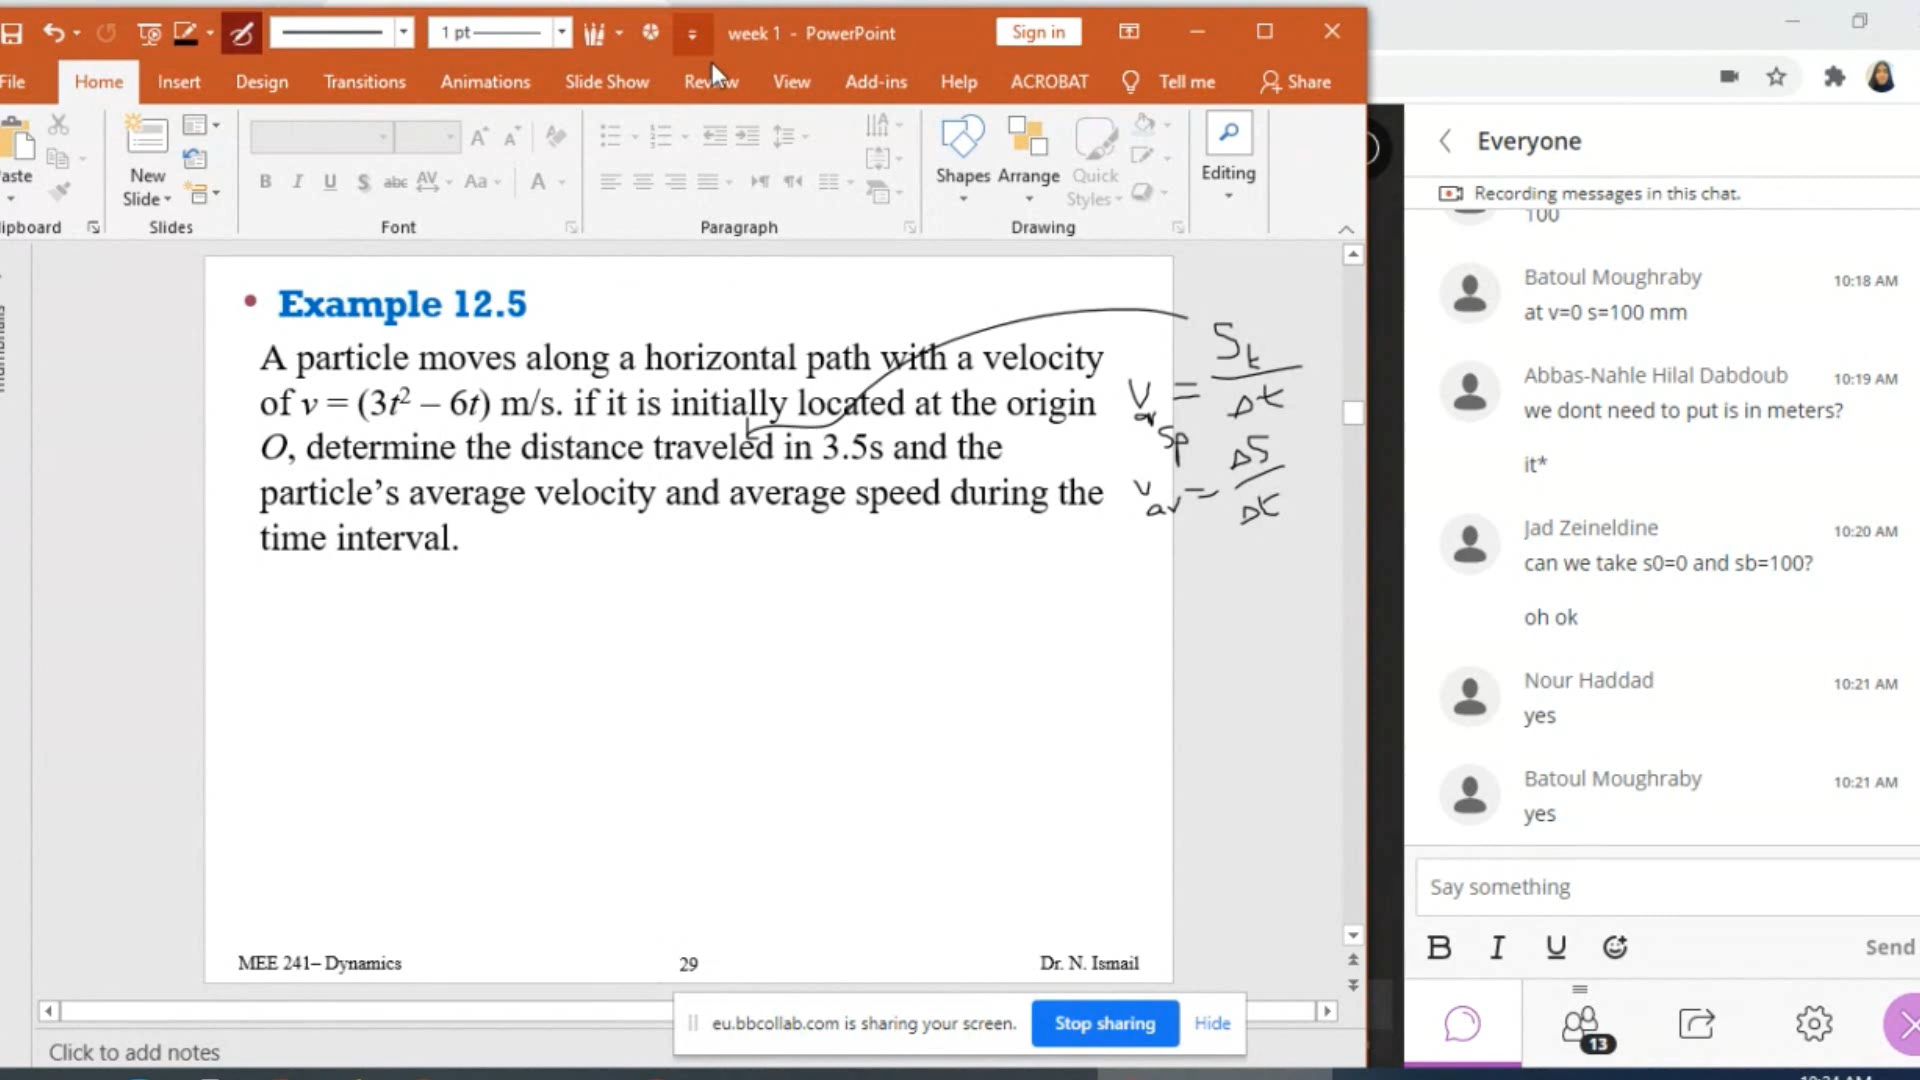 1 pt
week 1 - PowerPoint
Sign in
File
Home
Insert
Design
Transitions
Animations
Slide Show
Review
View
Add-ins
Help
ACROBAT
Tell me
Share
New
Slide
Slides
B I U S abc AV Aa A
Font
Paragraph
Shapes
Arrange
Quick
Styles
Drawing
Editing
• Example 12.5
A particle moves along a horizontal path with a velocity
of v = (3t² – 6t) m/s. if it is initially located at the origin
O, determine the distance traveled in 3.5s and the
particle’s average velocity and average speed during the
time interval.
MEE 241– Dynamics
29
Dr. N. Ismail
eu.bbcollab.com is sharing your screen.
Stop sharing
Hide
Click to add notes
Everyone
Recording messages in this chat.
100
Batoul Moughraby 10:18 AM
at v=0 s=100 mm
Abbas-Nahle Hilal Dabdoub 10:19 AM
we dont need to put is in meters?
it*
Jad Zeineldine 10:20 AM
can we take s0=0 and sb=100?
oh ok
Nour Haddad 10:21 AM
yes
Batoul Moughraby 10:21 AM
yes
Say something
B I U
Send
13